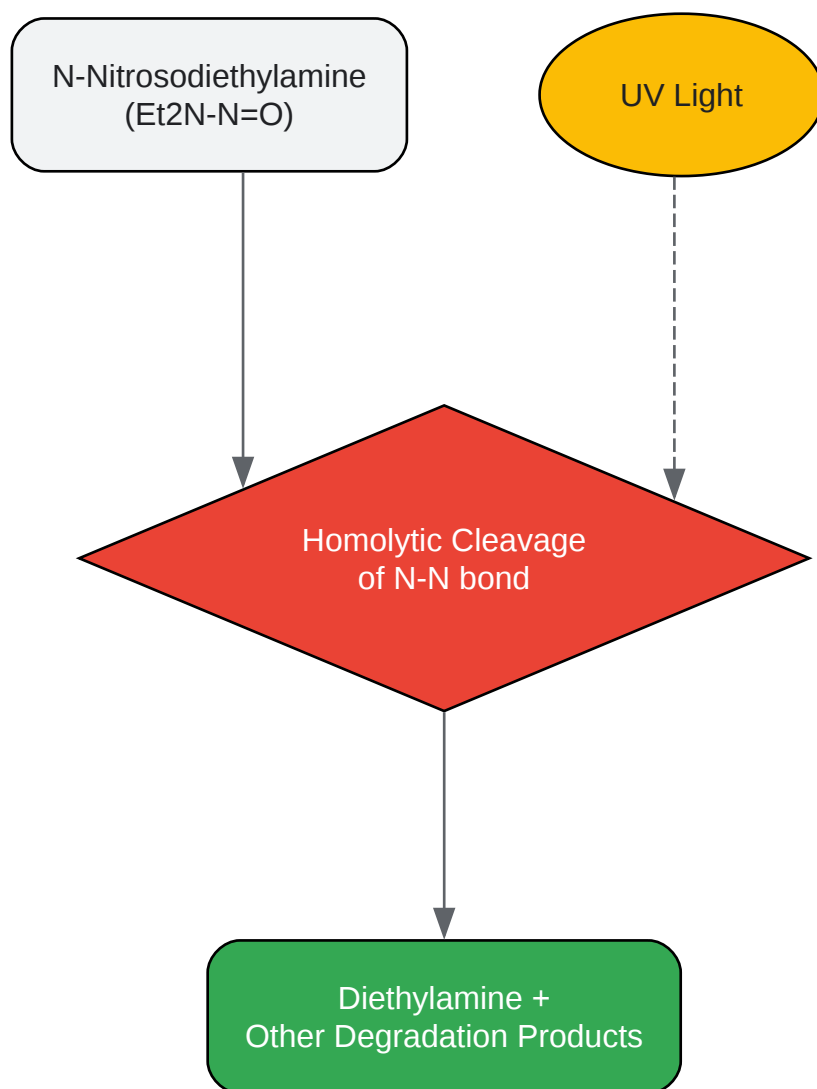 N-Nitrosodiethylamine
(Et2N-N=O)
UV Light
Homolytic Cleavage
of N-N bond
Diethylamine +
Other Degradation Products